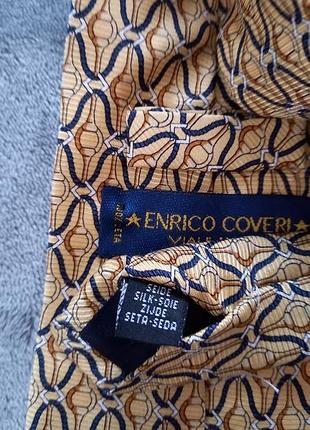 ★ENRICO COVERI★
VIALE
SEIDE
SILK-SOIE
ZIJDE
SETA-SEDA